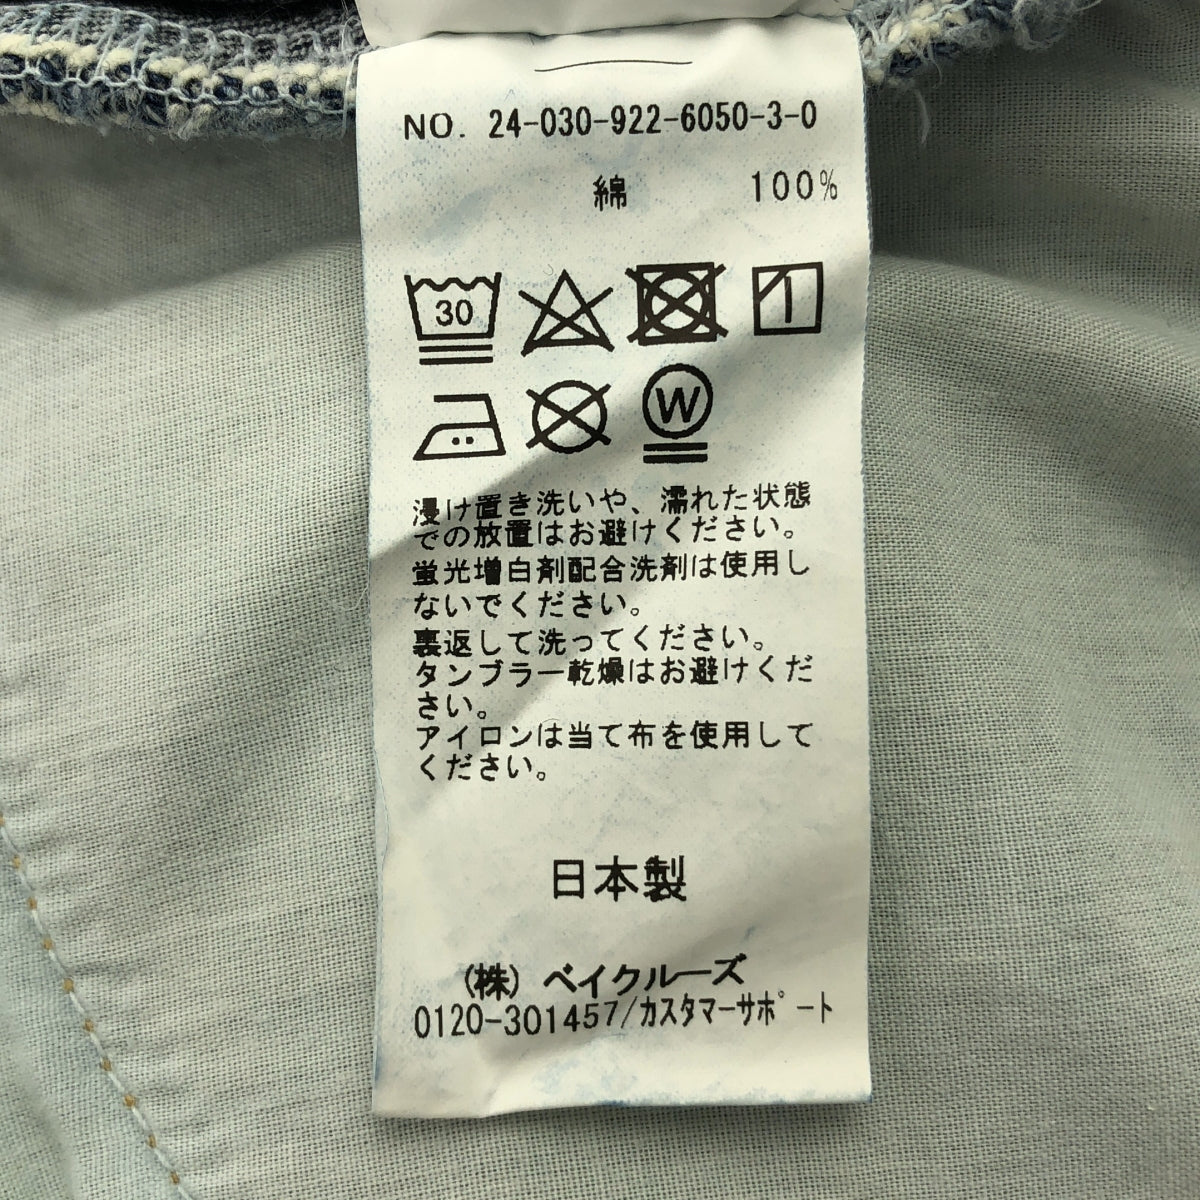 NO. 24-030-922-6050-3-0
綿 100%
30
W
浸け置き洗いや、濡れた状態
での放置はお避けください。
蛍光増白剤配合洗剤は使用し
ないでください。
裏返して洗ってください。
タンブラー乾燥はお避けくだ
さい。
アイロンは当て布を使用して
ください。
日本製
(株) ベイクルーズ
0120-301457/カスタマーサポート